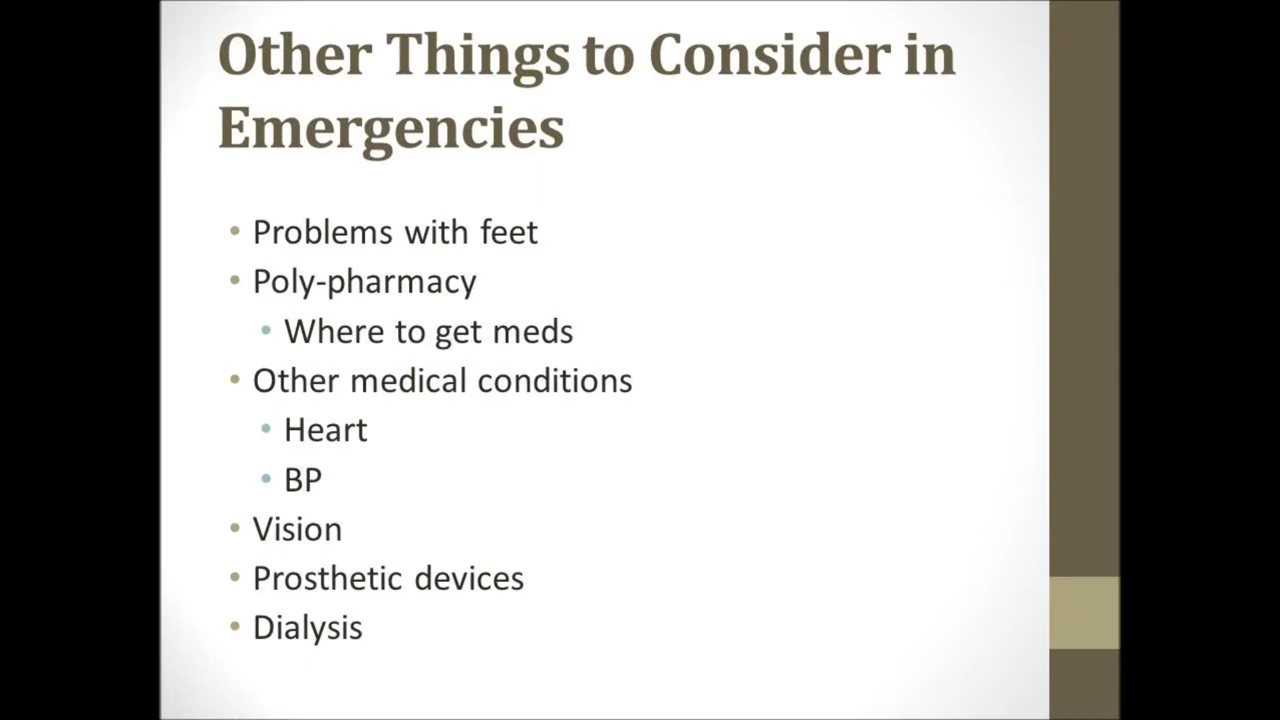 Other Things to Consider in
Emergencies
• Problems with feet
• Poly-pharmacy
• Where to get meds
• Other medical conditions
• Heart
• BP
• Vision
• Prosthetic devices
• Dialysis